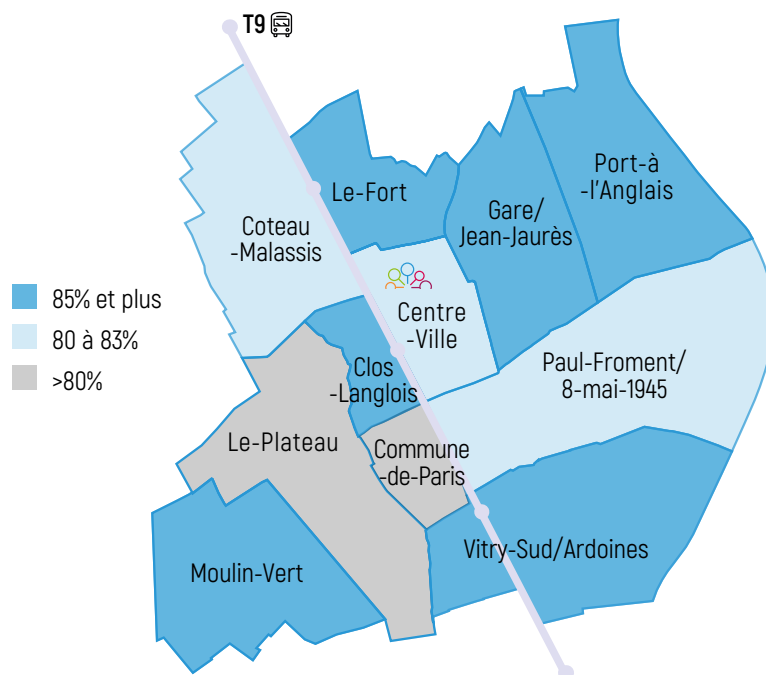 T9
Port-à
-l'Anglais
Le-Fort
Gare/
Jean-Jaurès
Coteau
-Malassis
85% et plus
80 à 83%
>80%
Centre
-Ville
Paul-Froment/
8-mai-1945
Clos
-Langlois
Le-Plateau
Commune
-de-Paris
Vitry-Sud/Ardoines
Moulin-Vert